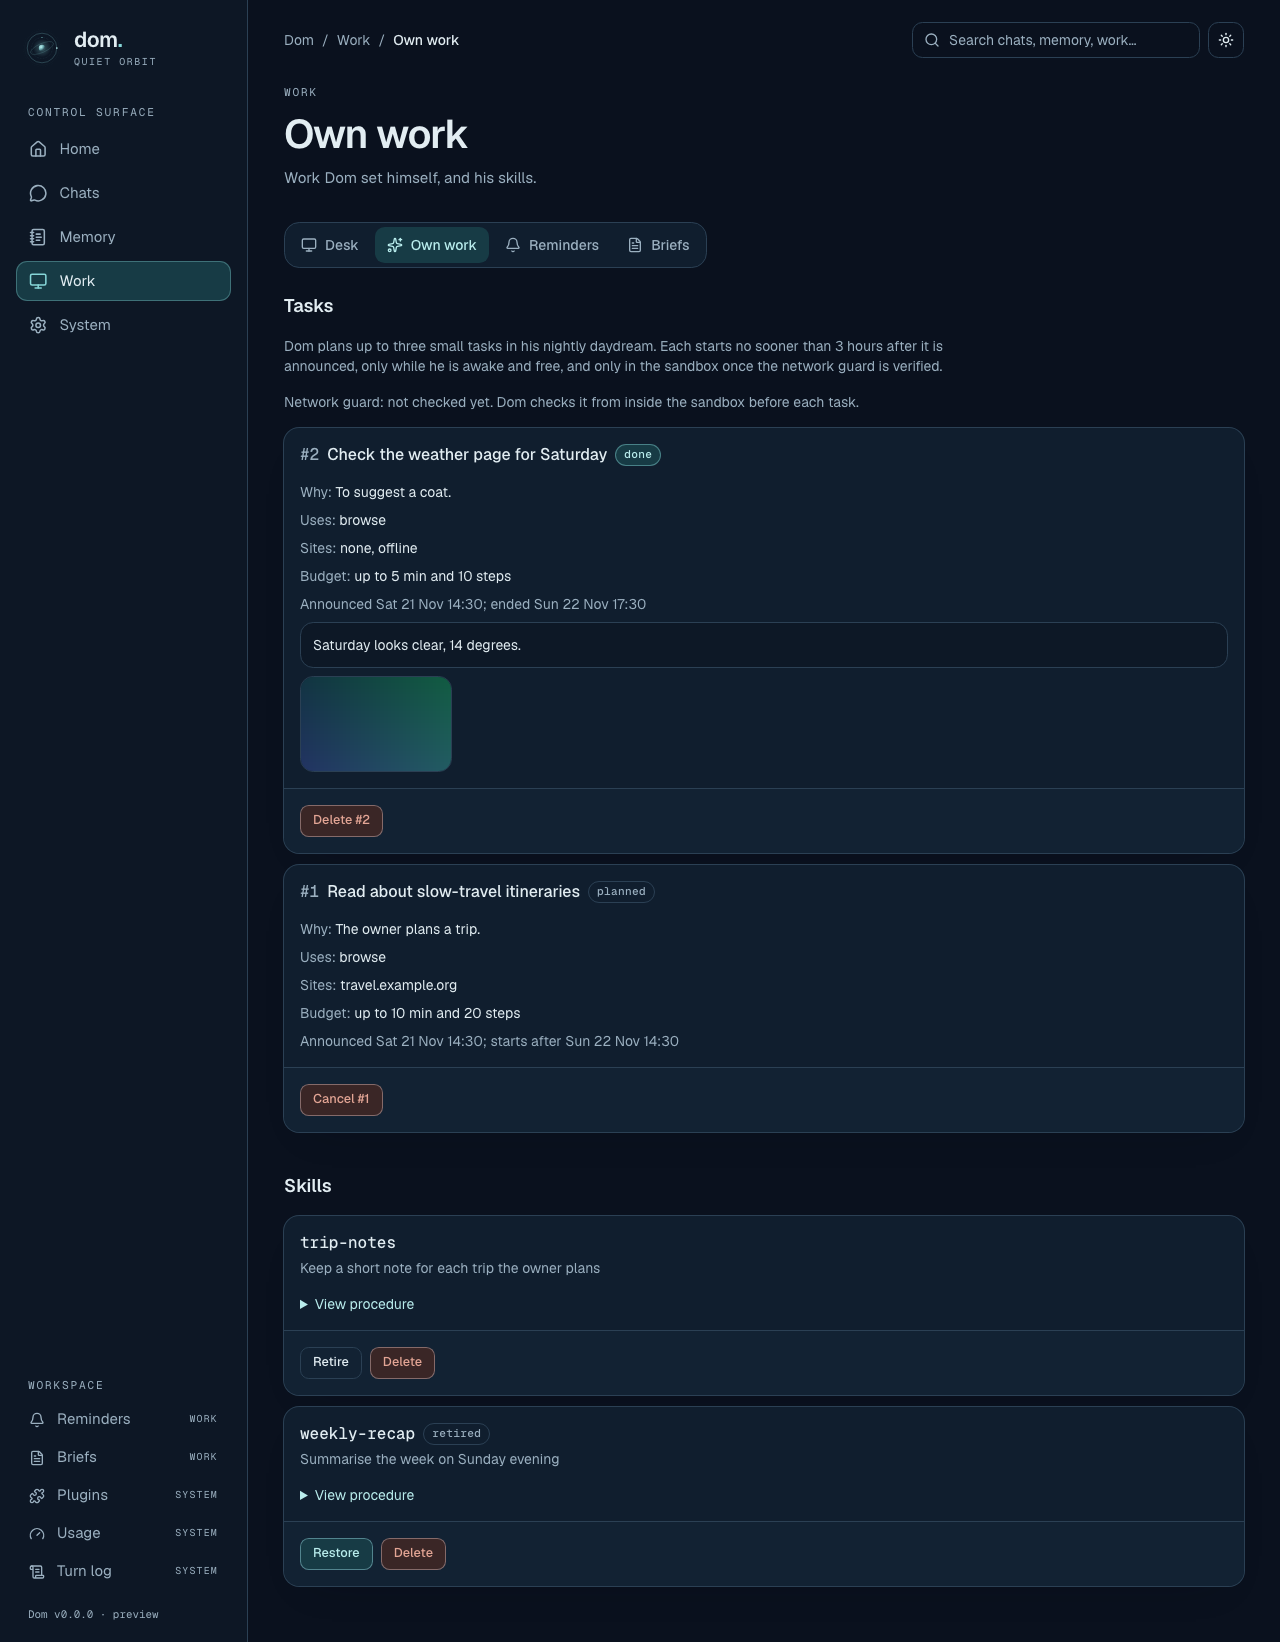 dom.
QUIET ORBIT
CONTROL SURFACE
Home
Chats
Memory
Work
System
WORKSPACE
Reminders WORK
Briefs WORK
Plugins SYSTEM
Usage SYSTEM
Turn log SYSTEM
Dom v0.0.0 · preview
Dom / Work / Own work
Search chats, memory, work…
WORK
Own work
Work Dom set himself, and his skills.
Desk Own work Reminders Briefs
Tasks
Dom plans up to three small tasks in his nightly daydream. Each starts no sooner than 3 hours after it is
announced, only while he is awake and free, and only in the sandbox once the network guard is verified.
Network guard: not checked yet. Dom checks it from inside the sandbox before each task.
#2 Check the weather page for Saturday done
Why: To suggest a coat.
Uses: browse
Sites: none, offline
Budget: up to 5 min and 10 steps
Announced Sat 21 Nov 14:30; ended Sun 22 Nov 17:30
Saturday looks clear, 14 degrees.
Delete #2
#1 Read about slow-travel itineraries planned
Why: The owner plans a trip.
Uses: browse
Sites: travel.example.org
Budget: up to 10 min and 20 steps
Announced Sat 21 Nov 14:30; starts after Sun 22 Nov 14:30
Cancel #1
Skills
trip-notes
Keep a short note for each trip the owner plans
View procedure
Retire Delete
weekly-recap retired
Summarise the week on Sunday evening
View procedure
Restore Delete